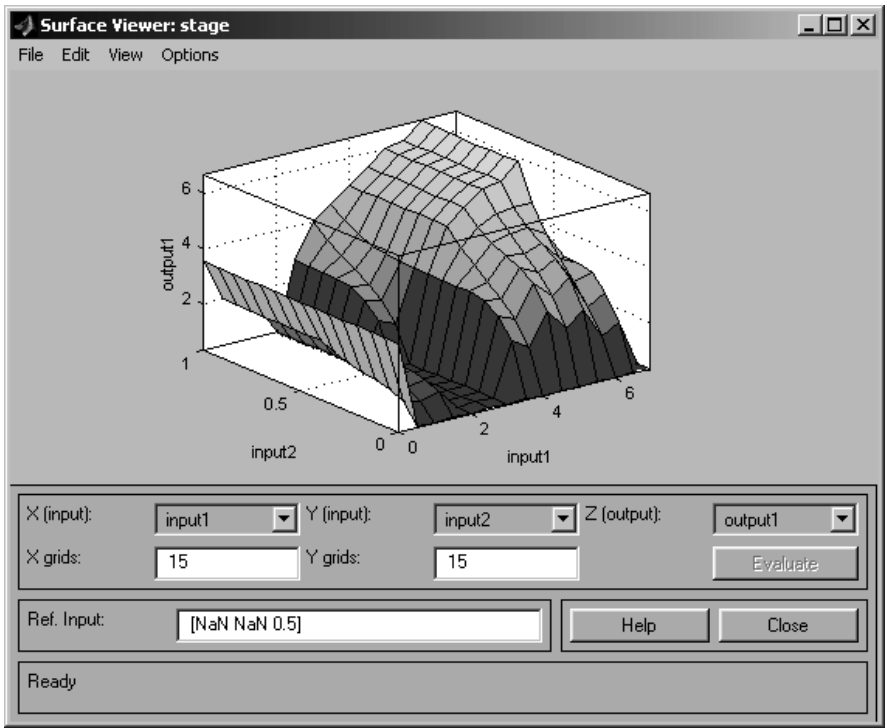 Surface Viewer: stage
File Edit View Options
6
4
2
output1
1
0.5
0
input2
0
2
4
6
input1
X (input): input1 Y (input): input2 Z (output): output1
X grids: 15 Y grids: 15 Evaluate
Ref. Input: [NaN NaN 0.5] Help Close
Ready